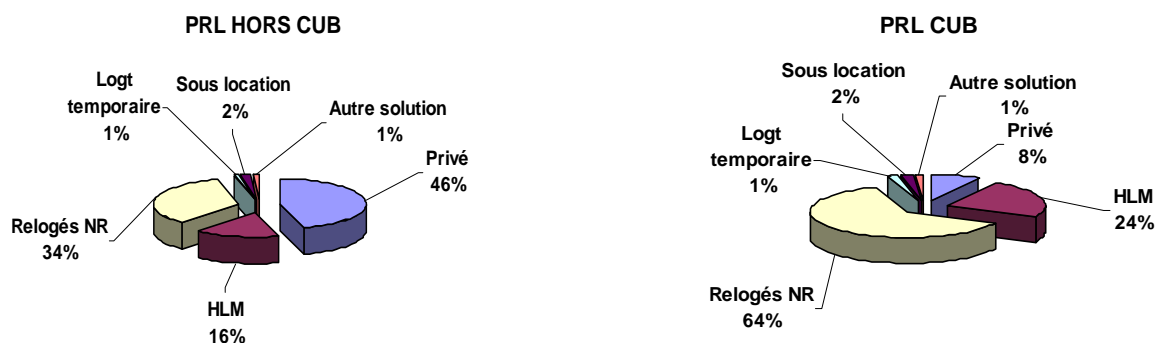 PRL HORS CUB
Logt
temporaire
1%
Sous location
2%
Autre solution
1%
Privé
46%
Relogés NR
34%
HLM
16%
PRL CUB
Sous location
2%
Autre solution
1%
Logt
temporaire
1%
Privé
8%
HLM
24%
Relogés NR
64%